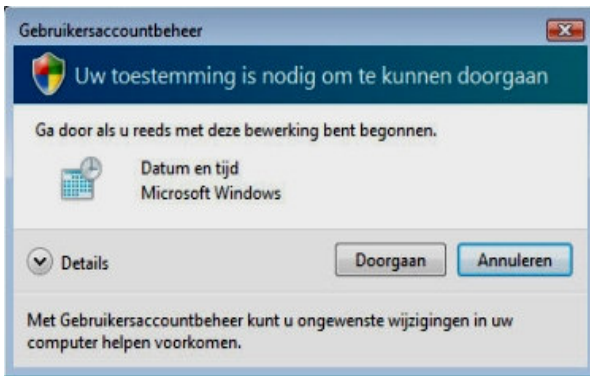 Gebruikersaccountbeheer
Uw toestemming is nodig om te kunnen doorgaan
Ga door als u reeds met deze bewerking bent begonnen.
Datum en tijd
Microsoft Windows
Details
Doorgaan
Annuleren
Met Gebruikersaccountbeheer kunt u ongewenste wijzigingen in uw
computer helpen voorkomen.